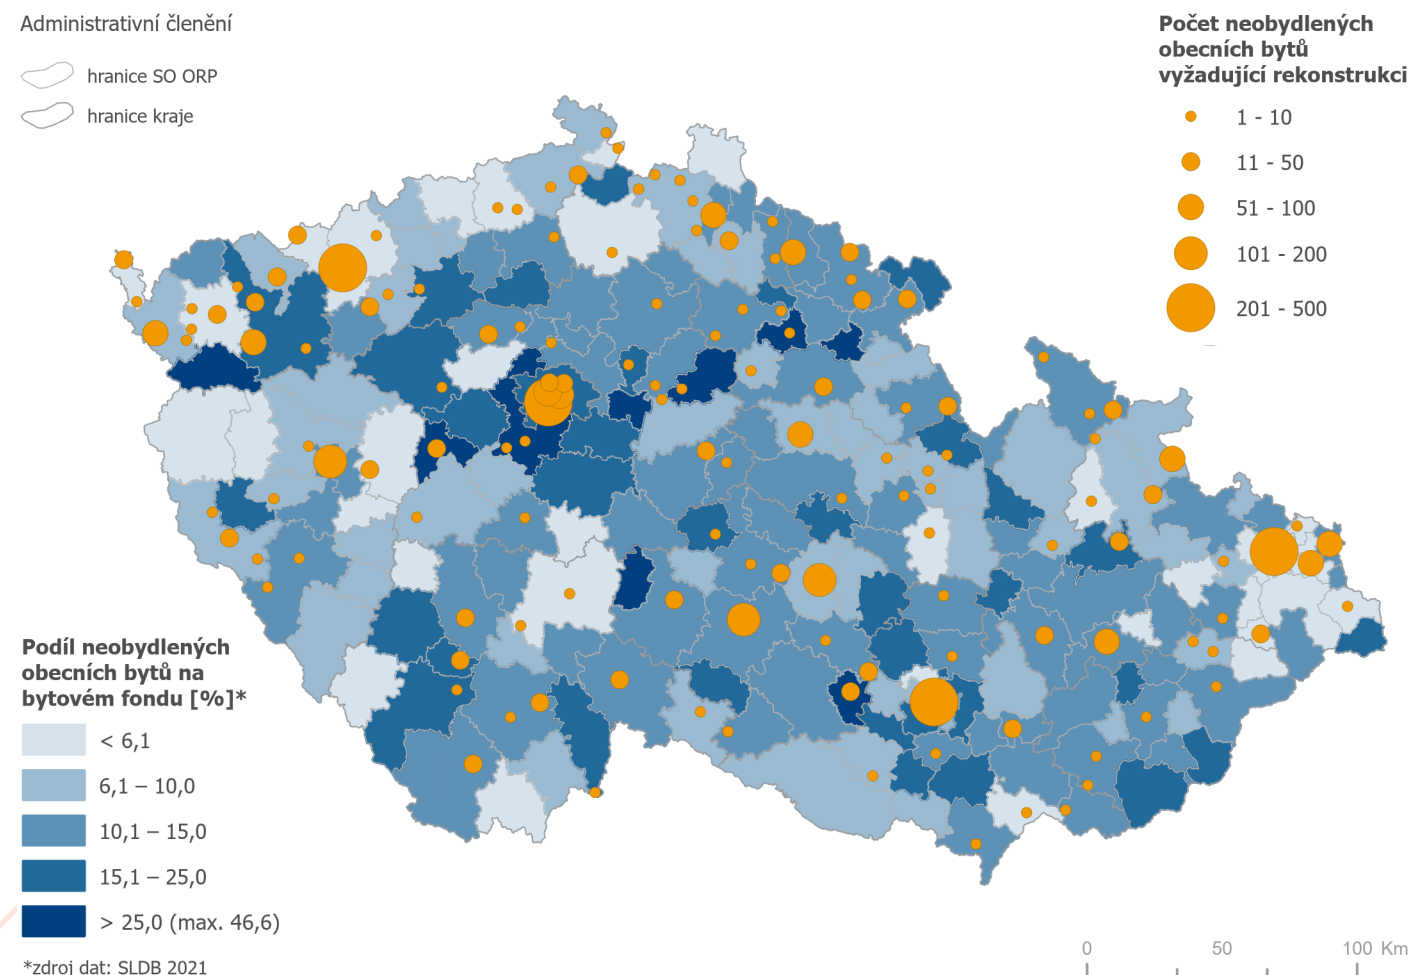 Administrativní členění
hranice SO ORP
hranice kraje
Počet neobydlených
obecních bytů
vyžadující rekonstrukci
1 - 10
11 - 50
51 - 100
101 - 200
201 - 500
Podíl neobydlených
obecních bytů na
bytovém fondu [%]*
< 6,1
6,1 – 10,0
10,1 – 15,0
15,1 – 25,0
> 25,0 (max. 46,6)
*zdroj dat: SLDB 2021
0 50 100 Km